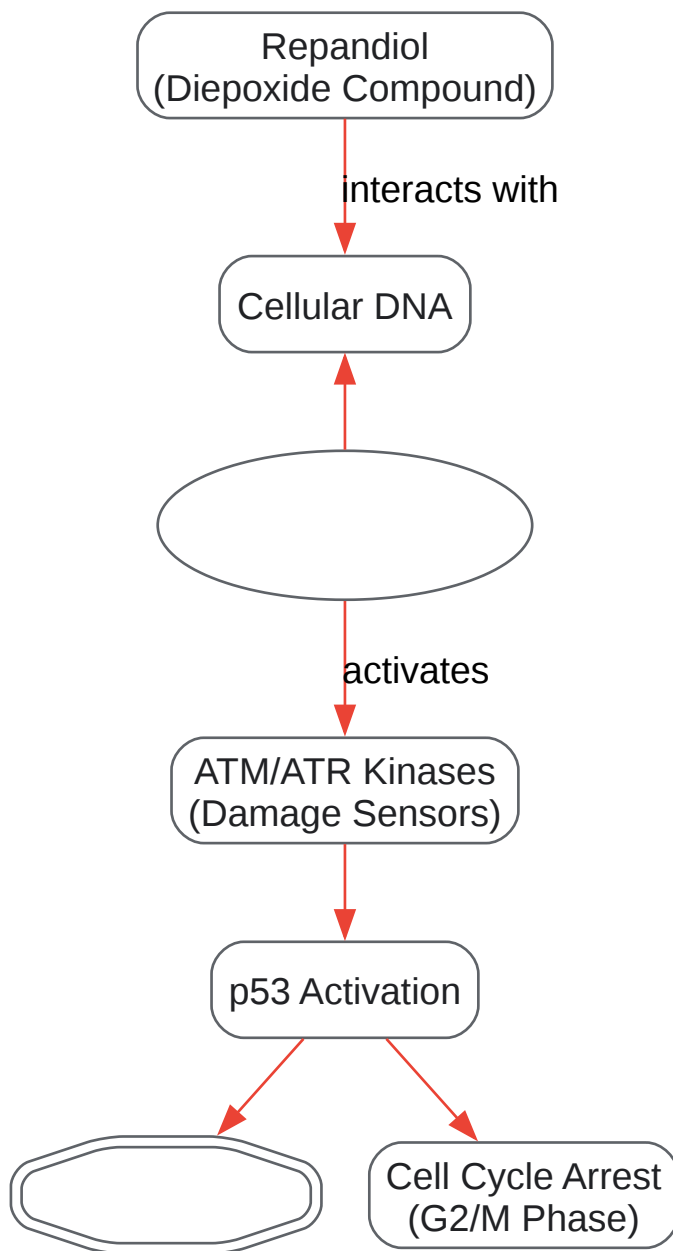 Repandiol
(Diepoxide Compound)
interacts with
Cellular DNA
activates
ATM/ATR Kinases
(Damage Sensors)
p53 Activation
Cell Cycle Arrest
(G2/M Phase)